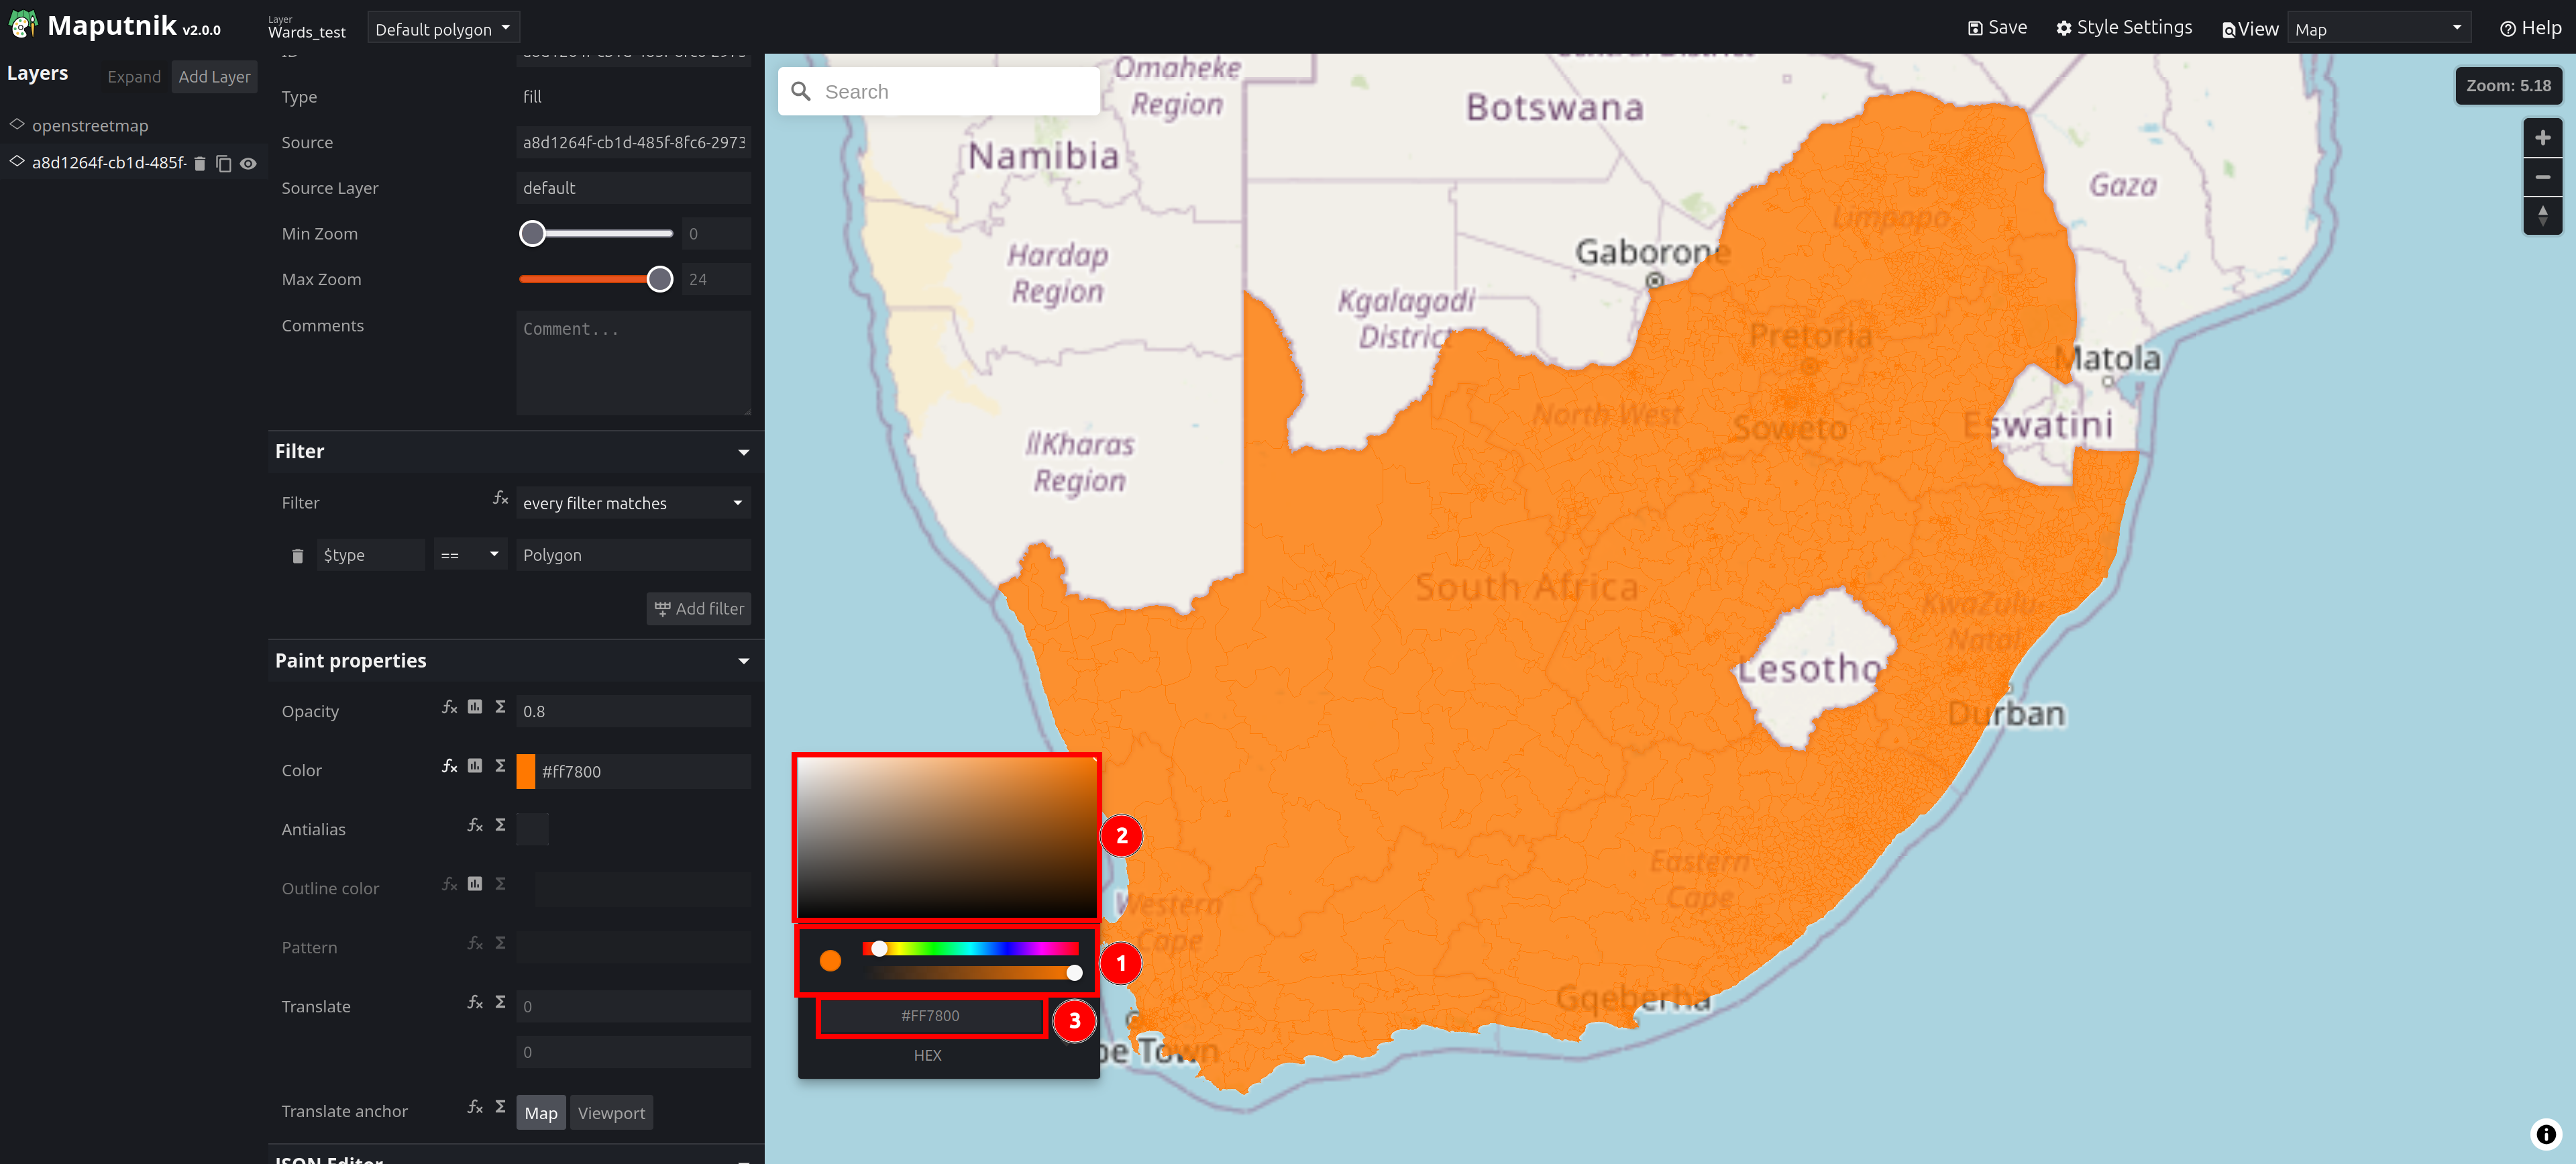 Maputnik v2.0.0
Layer
Wards_test
Default polygon
Save
Style Settings
View
Map
Help
Layers
Expand
Add Layer
openstreetmap
a8d1264f-cb1d-485f-
Type
fill
Source
a8d1264f-cb1d-485f-8fc6-2973
Source Layer
default
Min Zoom
0
Max Zoom
24
Comments
Comment...
Filter
Filter
every filter matches
$type
==
Polygon
Add filter
Paint properties
Opacity
0.8
Color
#ff7800
Antialias
Outline color
Pattern
Translate
0
0
Translate anchor
Map
Viewport
JSON Editor
Search
Zoom: 5.18
Central District
Omaheke
Region
Botswana
Namibia
Gaza
Limpopo
Hardap
Region
Gaborone
Kgalagadi
District
Pretoria
Matola
North West
Soweto
Eswatini
ǁKharas
Region
South Africa
KwaZulu-
Natal
Lesotho
Durban
Eastern
Cape
Western
Cape
Gqeberha
pe Town
2
1
3
#FF7800
HEX